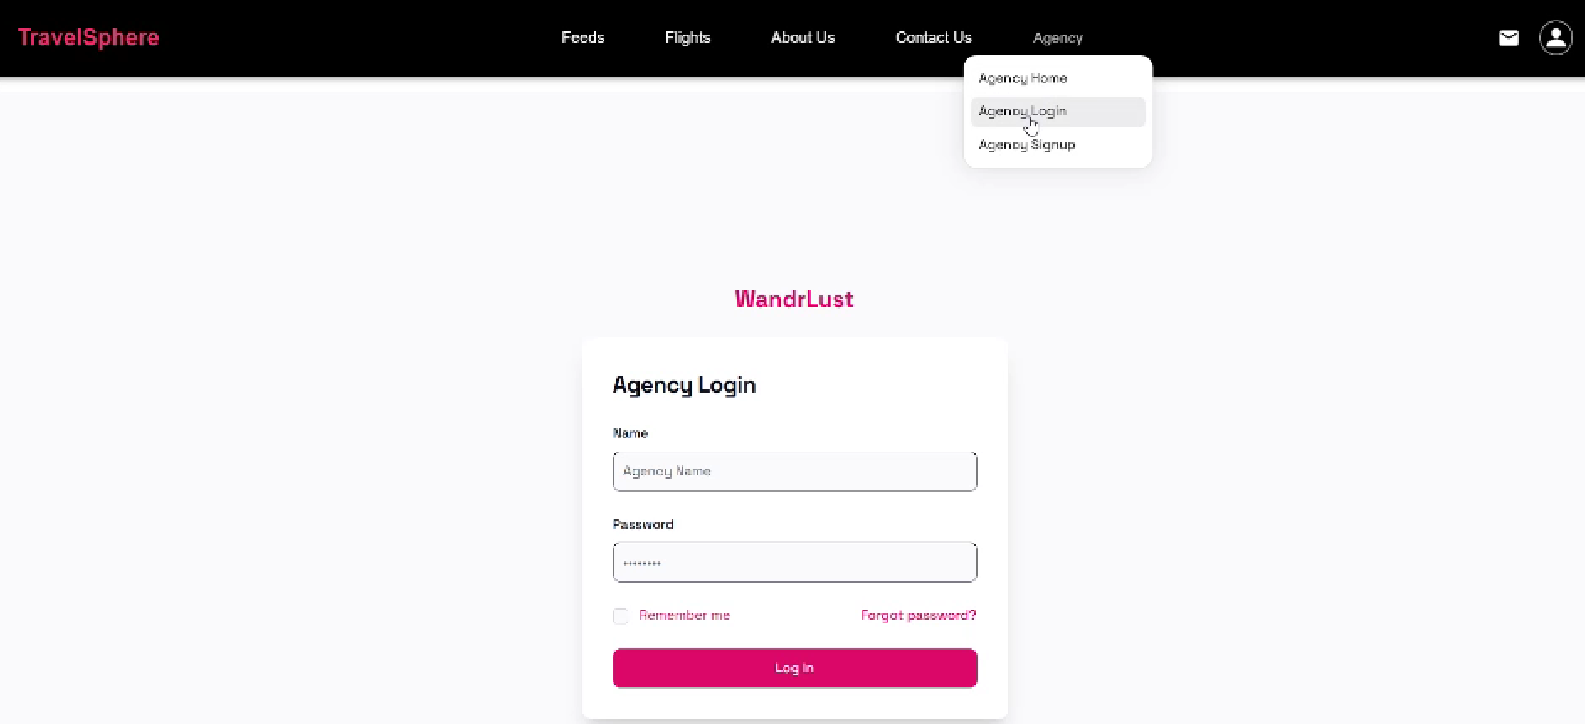 TravelSphere
Feeds
Flights
About Us
Contact Us
Agency
Agency Home
Agency Login
Agency Signup
WandrLust
Agency Login
Name
Agency Name
Password
••••••••
Remember me
Forgot password?
Log In